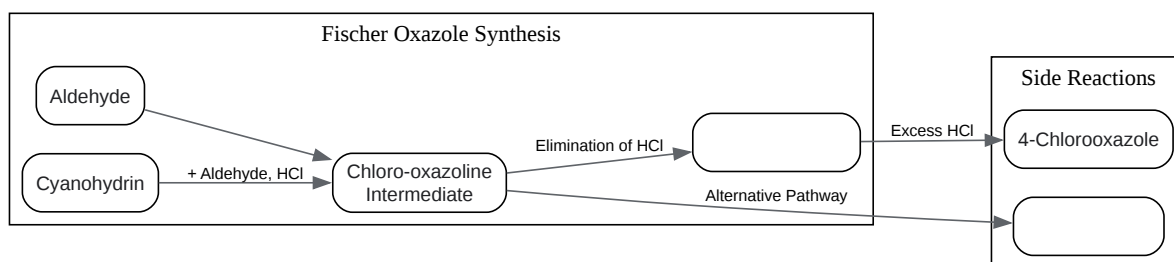 Fischer Oxazole Synthesis
Side Reactions
Aldehyde
Cyanohydrin
+ Aldehyde, HCl
Chloro-oxazoline
Intermediate
Elimination of HCl
Alternative Pathway
Excess HCl
4-Chlorooxazole